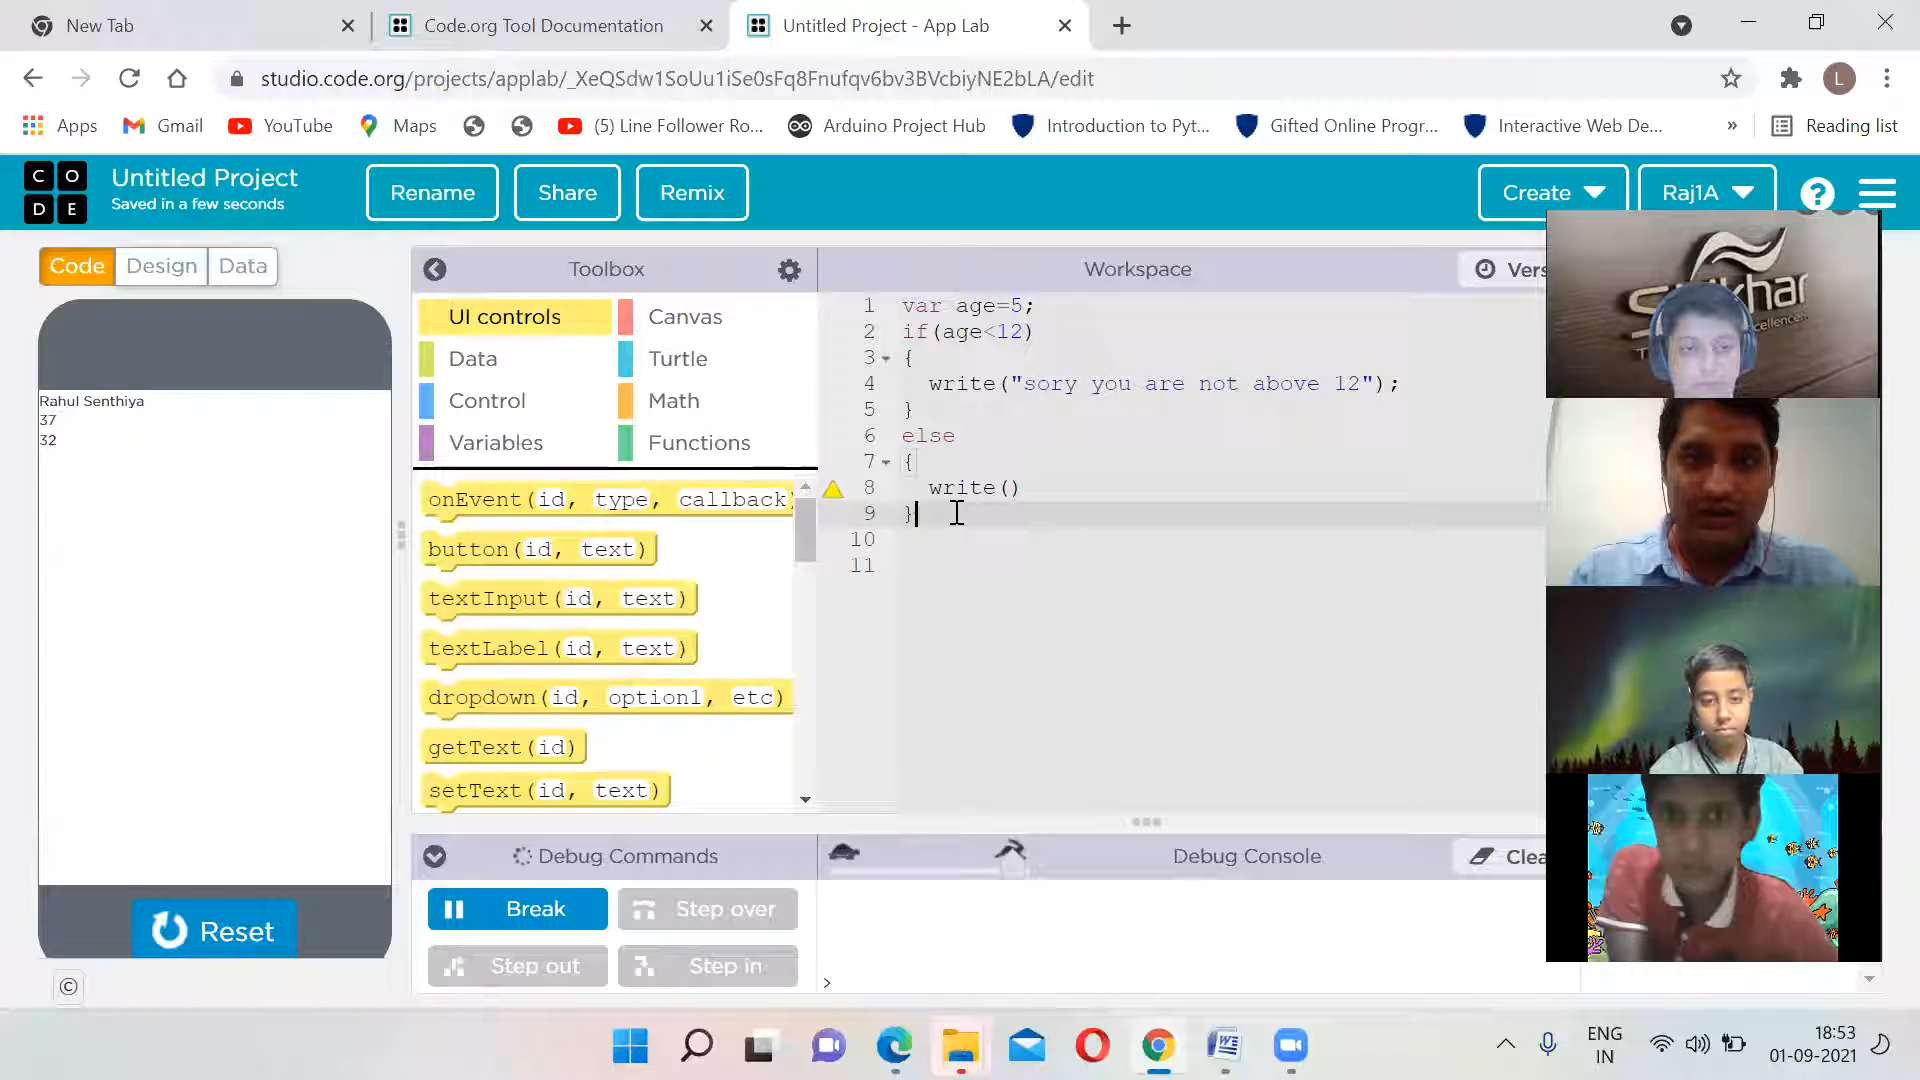 New Tab
Code.org Tool Documentation
Untitled Project - App Lab
studio.code.org/projects/applab/_XeQSdw1SoUu1iSe0sFq8Fnufqv6bv3BVcbiyNE2bLA/edit
L
Apps
Gmail
YouTube
Maps
(5) Line Follower Ro...
Arduino Project Hub
Introduction to Pyt...
Gifted Online Progr...
Interactive Web De...
»
Reading list
C O
D E
Untitled Project
Saved in a few seconds
Rename
Share
Remix
Create
Raj1A
?
Code
Design
Data
Toolbox
Workspace
Vers
Rahul Senthiya
37
32
UI controls
Canvas
Data
Turtle
Control
Math
Variables
Functions
onEvent(id, type, callback)
button(id, text)
textInput(id, text)
textLabel(id, text)
dropdown(id, option1, etc)
getText(id)
setText(id, text)
1 var age=5;
2 if(age<12)
3 {
4 write("sory you are not above 12");
5 }
6 else
7 {
8 write()
9 }
10
11
Debug Commands
Debug Console
Clea
Break
Step over
Step out
Step in
>
Reset
©
ENG
IN
18:53
01-09-2021